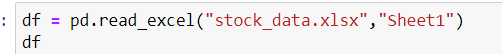 : df = pd.read_excel("stock_data.xlsx","Sheet1")
df